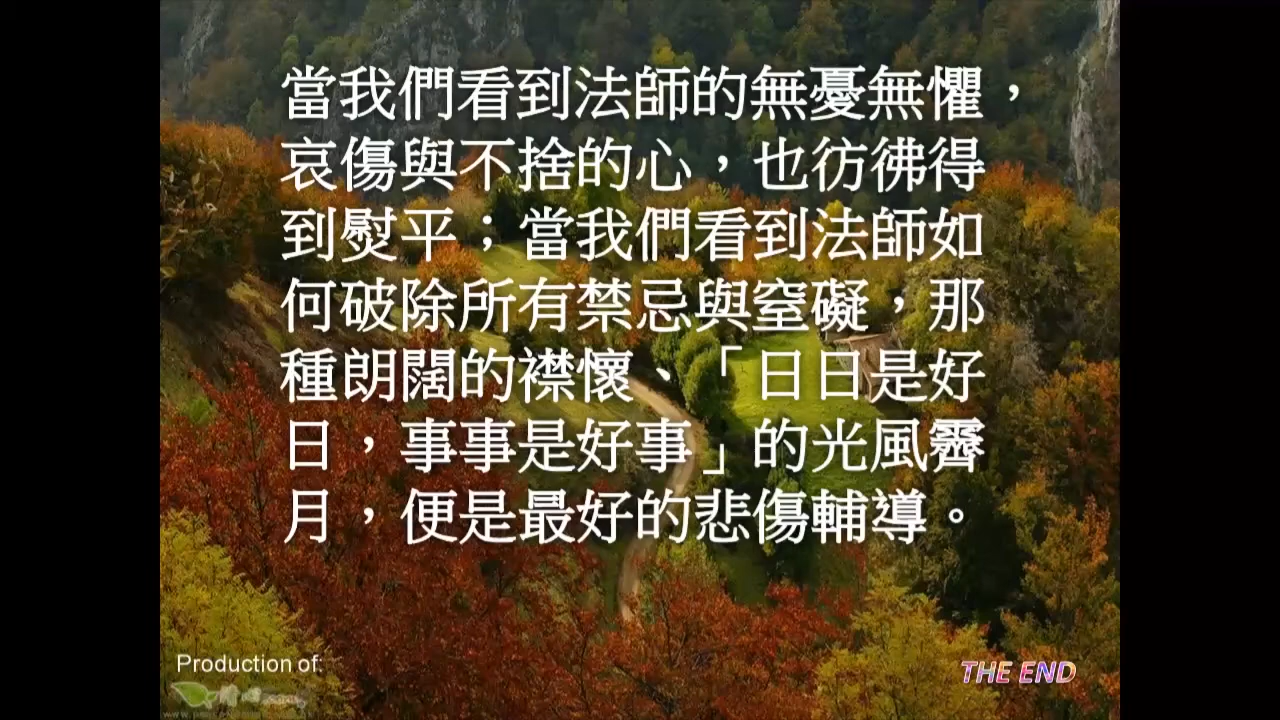 當我們看到法師的無憂無懼，
哀傷與不捨的心，也彷彿得
到熨平；當我們看到法師如
何破除所有禁忌與窒礙，那
種朗闊的襟懷、「日日是好
日，事事是好事」的光風霽
月，便是最好的悲傷輔導。
Production of:
THE END